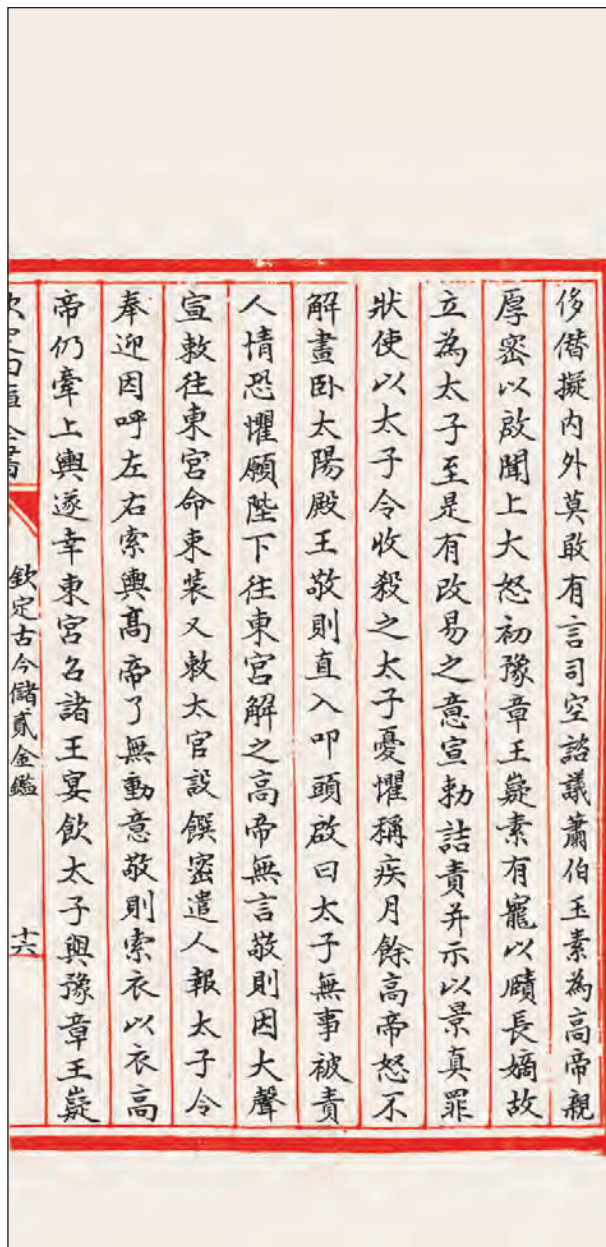 侈僭擬内外莫敢有言司空諮議蕭伯玉素為高帝親
厚密以啟聞上大怒初豫章王嶷素有寵以賾長嫡故
立為太子至是有改易之意宣勅詰責并示以景真罪
狀使以太子令收殺之太子憂懼稱疾月餘高帝怒不
解晝卧太陽殿王敬則直入叩頭啟曰太子無事被責
人情恐懼願陛下往東宮解之高帝無言敬則因大聲
宣敕往東宮命束裝又敕太官設饌密遣人報太子令
奉迎因呼左右索輿髙帝了無動意敬則索衣以衣高
帝仍牽上輿遂幸東宮召諸王宴飲太子與豫章王嶷
欽定四庫全書
欽定古今儲貳金鑑
十六